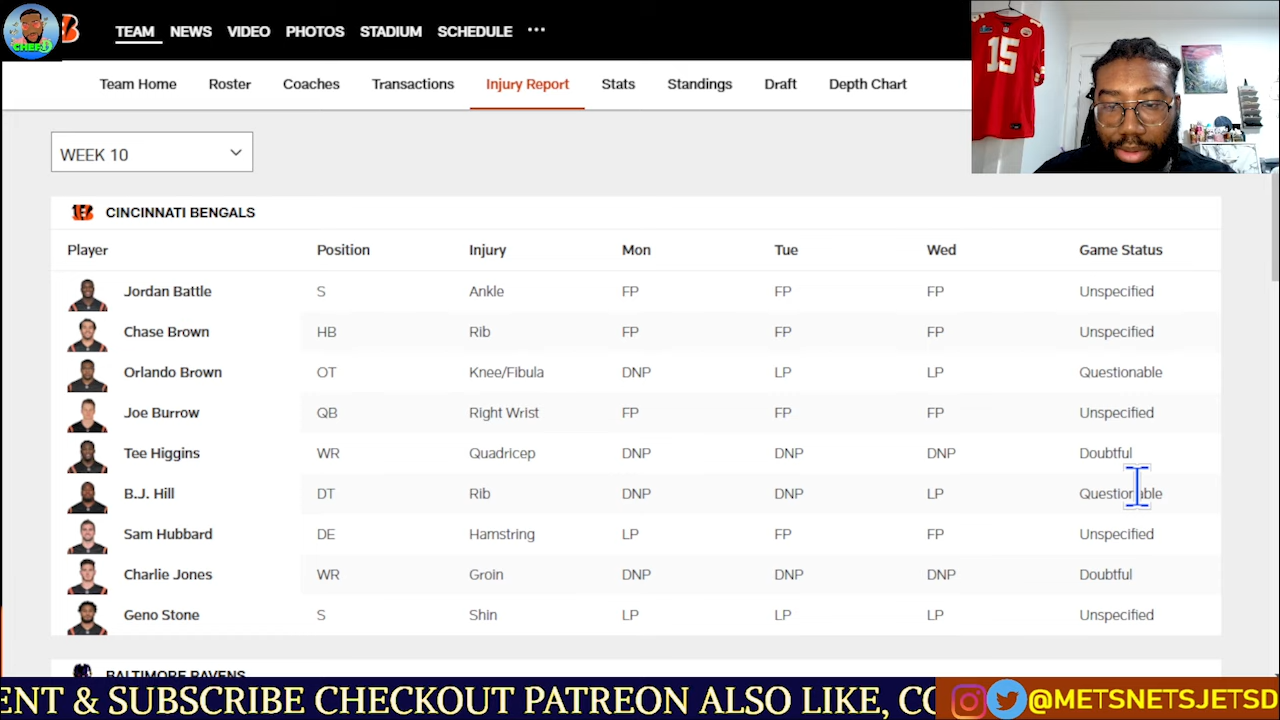 CHEF
TEAM NEWS VIDEO PHOTOS STADIUM SCHEDULE ...
15
Team Home Roster Coaches Transactions Injury Report Stats Standings Draft Depth Chart
WEEK 10
CINCINNATI BENGALS
Player Position Injury Mon Tue Wed Game Status
Jordan Battle S Ankle FP FP FP Unspecified
Chase Brown HB Rib FP FP FP Unspecified
Orlando Brown OT Knee/Fibula DNP LP LP Questionable
Joe Burrow QB Right Wrist FP FP FP Unspecified
Tee Higgins WR Quadricep DNP DNP DNP Doubtful
B.J. Hill DT Rib DNP DNP LP Questionable
Sam Hubbard DE Hamstring LP FP FP Unspecified
Charlie Jones WR Groin DNP DNP DNP Doubtful
Geno Stone S Shin LP LP LP Unspecified
BALTIMORE RAVENS
ENT & SUBSCRIBE CHECKOUT PATREON ALSO LIKE, CO
@METSNETSJETSD